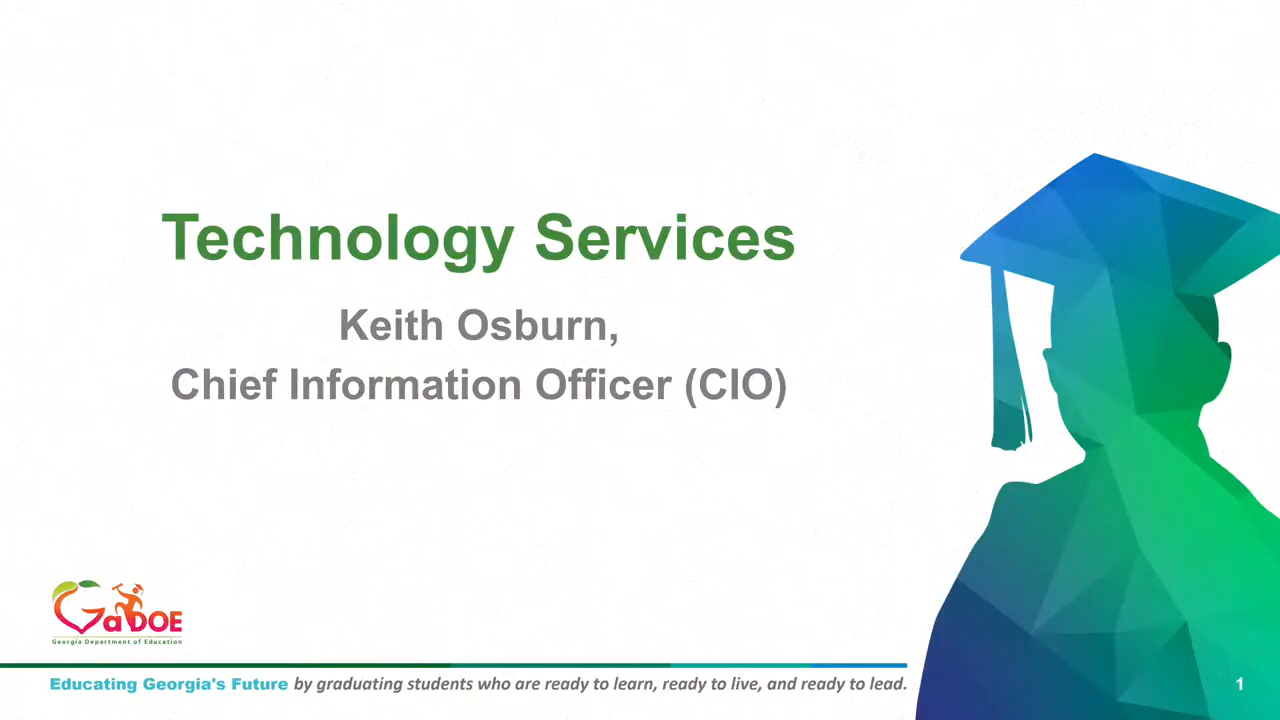 Technology Services
Keith Osburn,
Chief Information Officer (CIO)
GaDOE
Georgia Department of Education
Educating Georgia's Future by graduating students who are ready to learn, ready to live, and ready to lead.
1